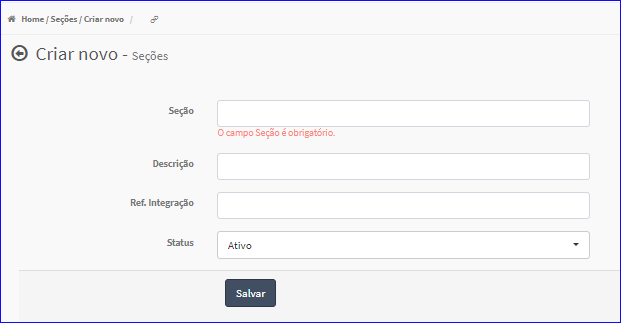 Home / Seções / Criar novo /
Criar novo - Seções
Seção
O campo Seção é obrigatório.
Descrição
Ref. Integração
Status
Ativo
Salvar